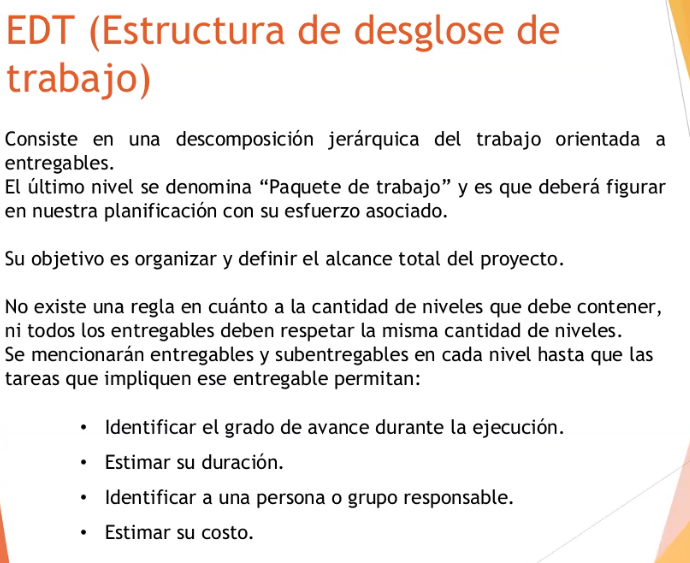 EDT (Estructura de desglose de
trabajo)
Consiste en una descomposición jerárquica del trabajo orientada a
entregables.
El último nivel se denomina “Paquete de trabajo” y es que deberá figurar
en nuestra planificación con su esfuerzo asociado.
Su objetivo es organizar y definir el alcance total del proyecto.
No existe una regla en cuánto a la cantidad de niveles que debe contener,
ni todos los entregables deben respetar la misma cantidad de niveles.
Se mencionarán entregables y subentregables en cada nivel hasta que las
tareas que impliquen ese entregable permitan:
• Identificar el grado de avance durante la ejecución.
• Estimar su duración.
• Identificar a una persona o grupo responsable.
• Estimar su costo.